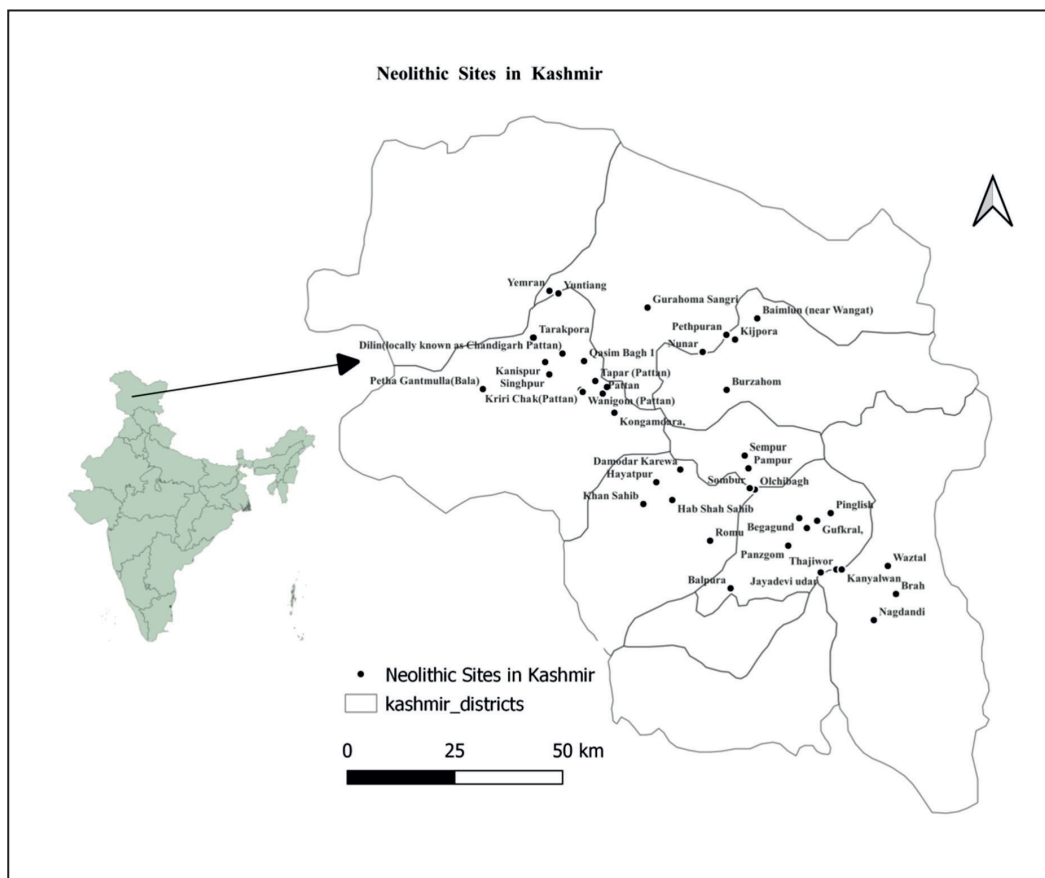 Neolithic Sites in Kashmir
Yemran
Yuntiang
Gurahoma Sangri
Baimlun (near Wangat)
Pethpuran
Kijpora
Tarakpora
Nunar
Dilin(locally known as Chandigarh Pattan)
Qasim Bagh 1
Kanispur
Tapar (Pattan)
Singhpur
Petha Gantmulla(Bala)
Pattan
Burzahom
Kriri Chak(Pattan)
Wanigom (Pattan)
Kongamdara,
Sempur
Damodar Karewa
Pampur
Hayatpur
Sombur
Olchibagh
Khan Sahib
Hab Shah Sahib
Pinglish
Begagund
Gufkral,
Romu
Panzgom
Thajiwor
Waztal
Balpura
Jayadevi udar
Kanyalwan
Brah
Nagdandi
Neolithic Sites in Kashmir
kashmir_districts
0 25 50 km